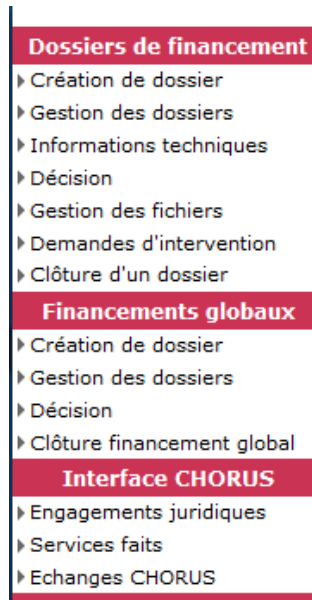 Dossiers de financement
Création de dossier
Gestion des dossiers
Informations techniques
Décision
Gestion des fichiers
Demandes d'intervention
Clôture d'un dossier
Financements globaux
Création de dossier
Gestion des dossiers
Décision
Clôture financement global
Interface CHORUS
Engagements juridiques
Services faits
Echanges CHORUS